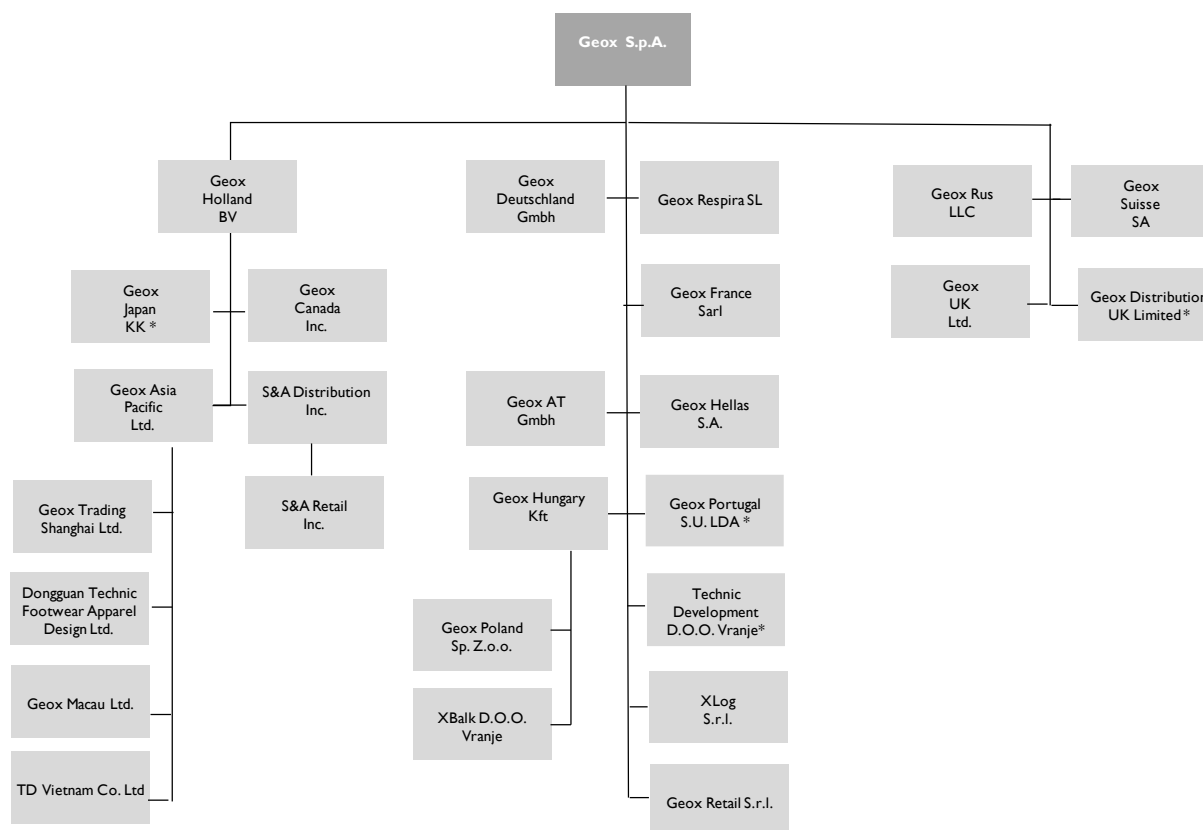 Geox S.p.A.
Geox
Holland
BV
Geox
Japan
KK *
Geox
Canada
Inc.
Geox Asia
Pacific
Ltd.
S&A Distribution
Inc.
S&A Retail
Inc.
Geox Trading
Shanghai Ltd.
Dongguan Technic
Footwear Apparel
Design Ltd.
Geox Macau Ltd.
TD Vietnam Co. Ltd
Geox
Deutschland
Gmbh
Geox Respira SL
Geox France
Sarl
Geox AT
Gmbh
Geox Hellas
S.A.
Geox Hungary
Kft
Geox Portugal
S.U. LDA *
Geox Poland
Sp. Z.o.o.
XBalk D.O.O.
Vranje
Technic
Development
D.O.O. Vranje*
XLog
S.r.l.
Geox Retail S.r.l.
Geox Rus
LLC
Geox
Suisse
SA
Geox
UK
Ltd.
Geox Distribution
UK Limited*